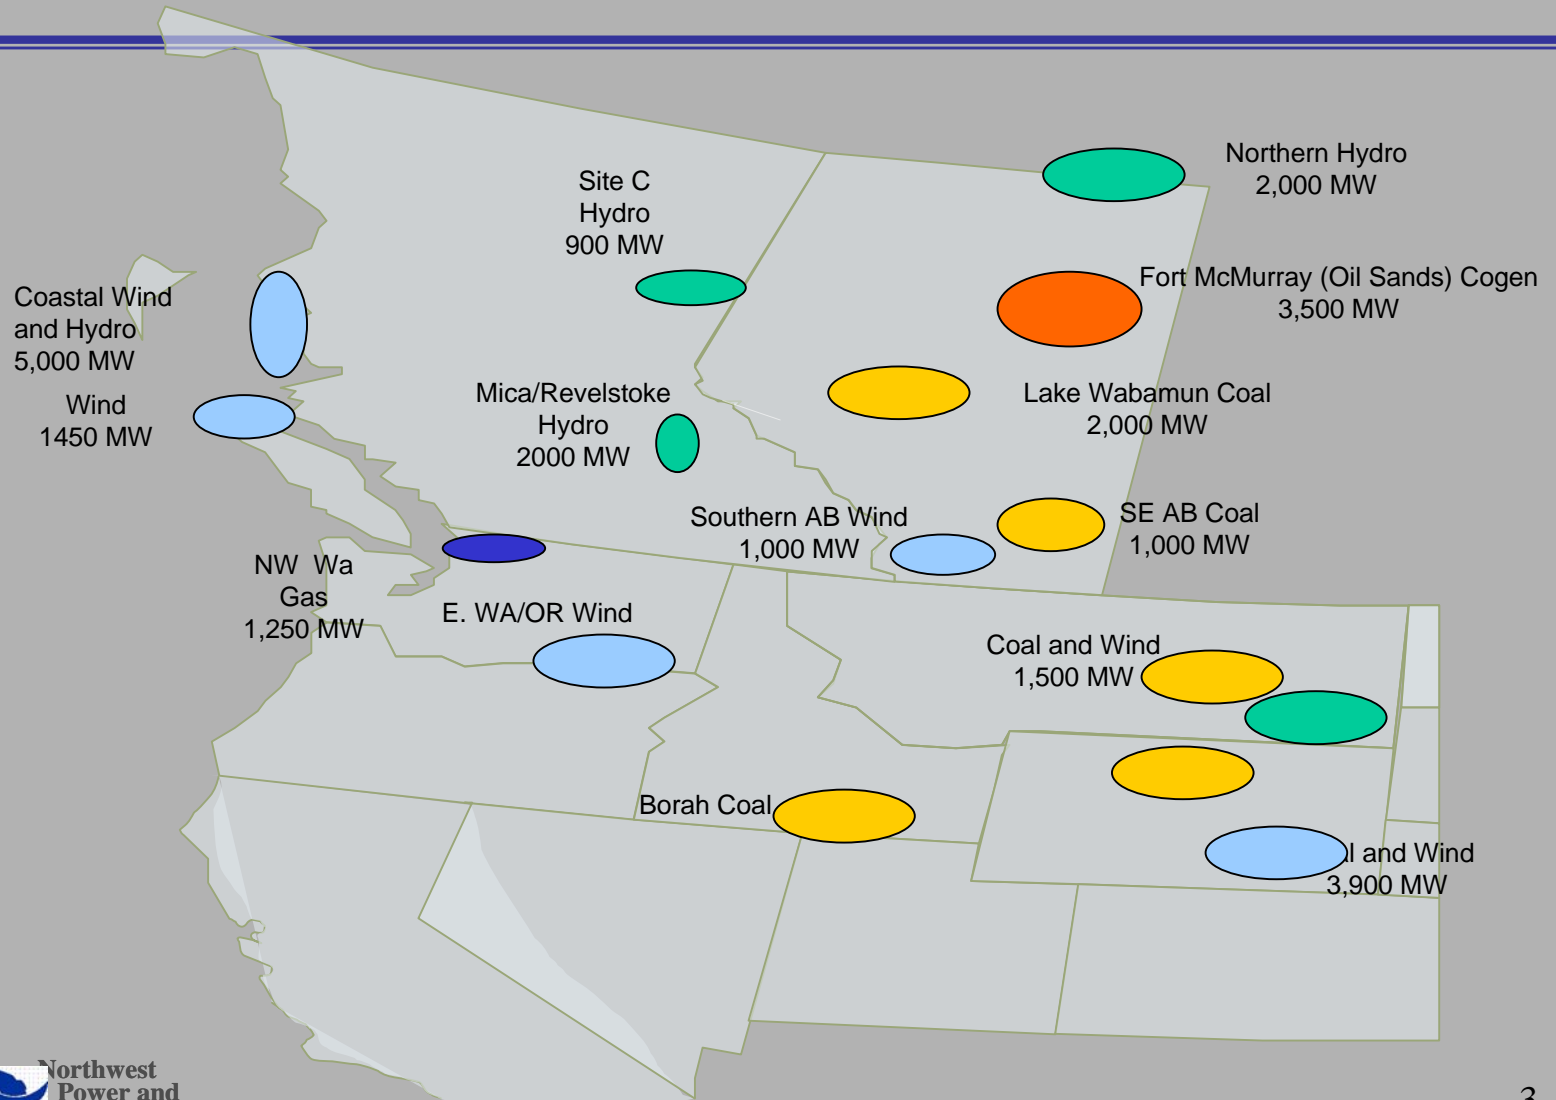 Northern Hydro
2,000 MW
Site C
Hydro
900 MW
Fort McMurray (Oil Sands) Cogen
3,500 MW
Coastal Wind
and Hydro
5,000 MW
Wind
1450 MW
Mica/Revelstoke
Hydro
2000 MW
Lake Wabamun Coal
2,000 MW
Southern AB Wind
1,000 MW
SE AB Coal
1,000 MW
NW Wa
Gas
1,250 MW
E. WA/OR Wind
Coal and Wind
1,500 MW
Borah Coal
l and Wind
3,900 MW
Northwest
Power and
3